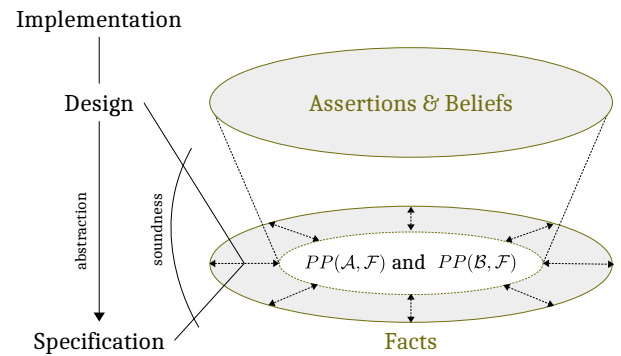 Implementation
Design
Assertions & Beliefs
abstraction
soundness
PP(𝒜, ℱ) and PP(ℬ, ℱ)
Specification
Facts